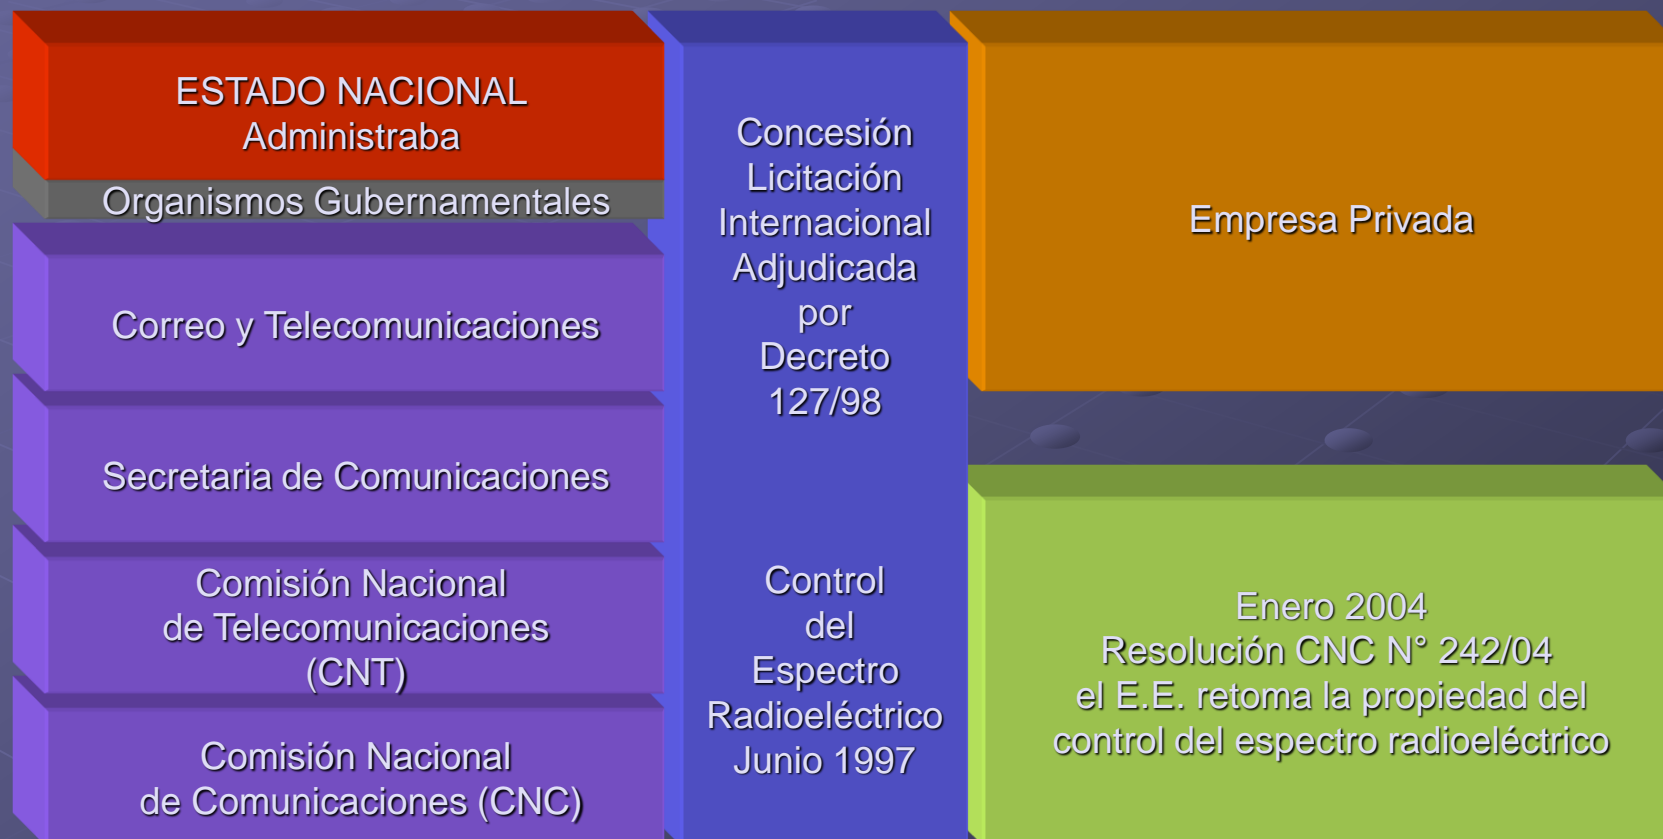 ESTADO NACIONAL
Administraba
Organismos Gubernamentales
Correo y Telecomunicaciones
Secretaria de Comunicaciones
Comisión Nacional
de Telecomunicaciones
(CNT)
Comisión Nacional
de Comunicaciones (CNC)
Concesión
Licitación
Internacional
Adjudicada
por
Decreto
127/98
Control
del
Espectro
Radioeléctrico
Junio 1997
Empresa Privada
Enero 2004
Resolución CNC N° 242/04
el E.E. retoma la propiedad del
control del espectro radioeléctrico